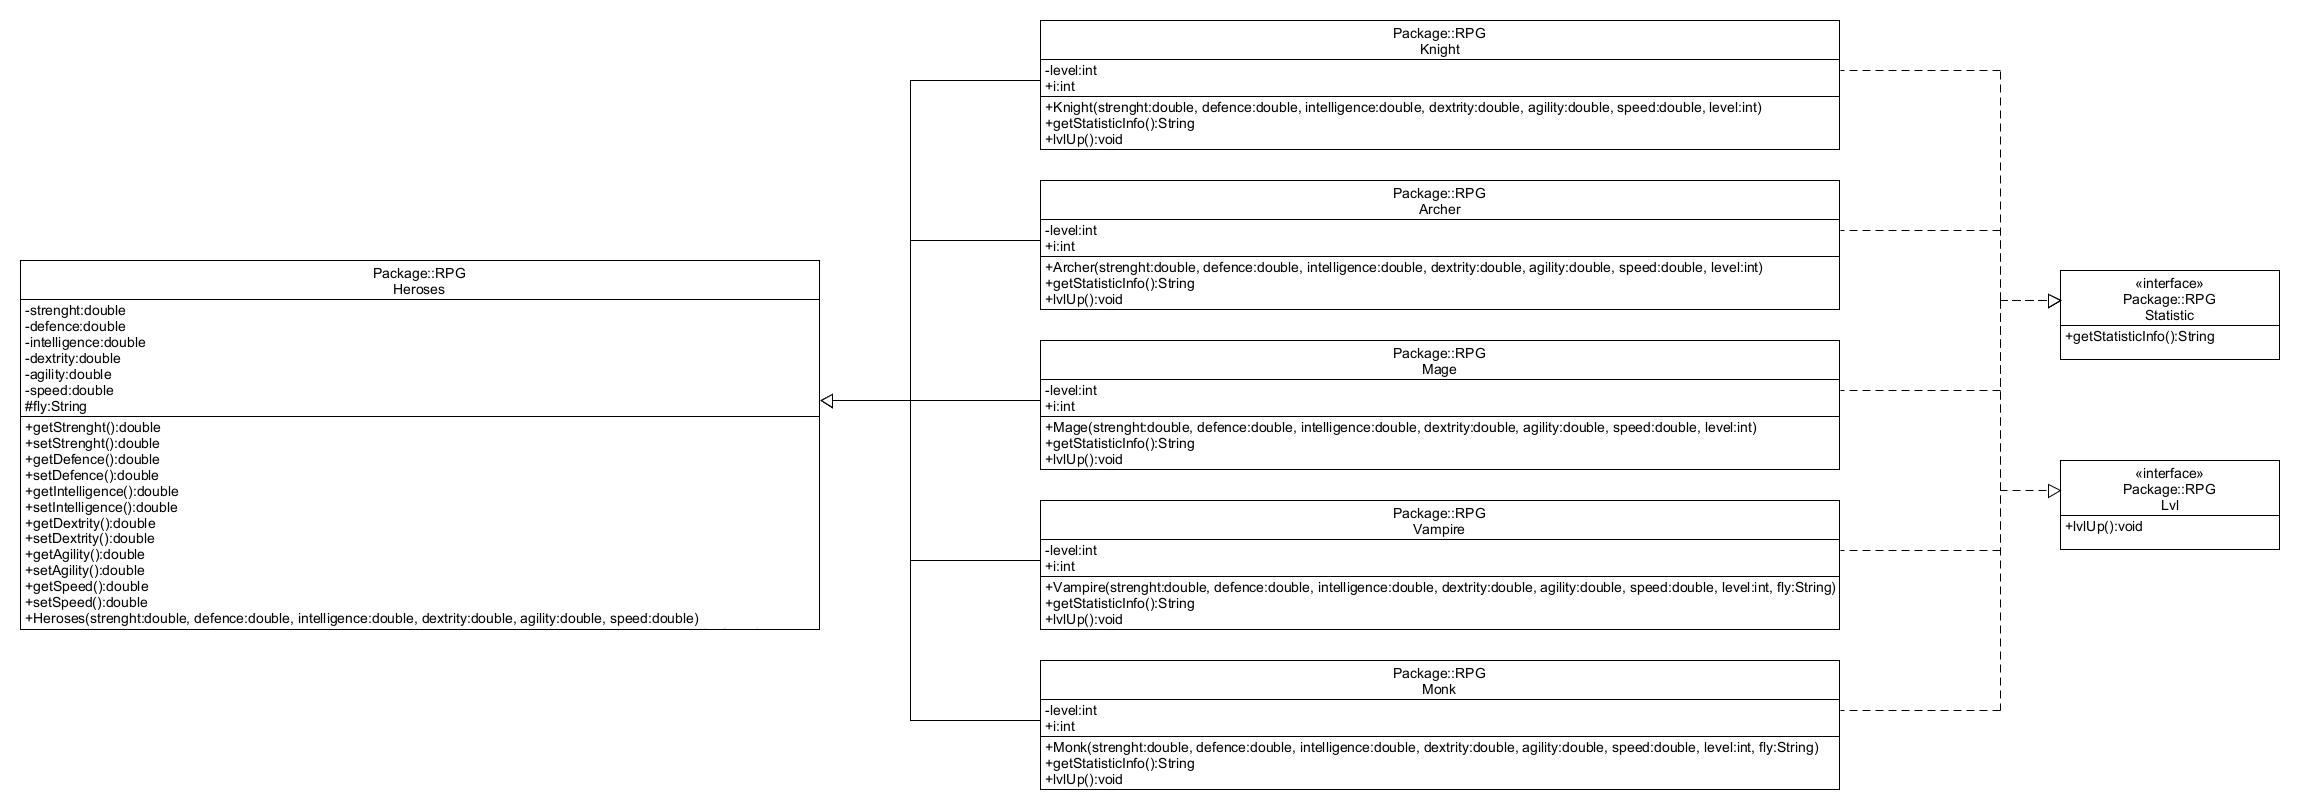 Package::RPG
Heroses
-strenght:double
-defence:double
-intelligence:double
-dextrity:double
-agility:double
-speed:double
#fly:String
+getStrenght():double
+setStrenght():double
+getDefence():double
+setDefence():double
+getIntelligence():double
+setIntelligence():double
+getDextrity():double
+setDextrity():double
+getAgility():double
+setAgility():double
+getSpeed():double
+setSpeed():double
+Heroses(strenght:double, defence:double, intelligence:double, dextrity:double, agility:double, speed:double)
Package::RPG
Knight
-level:int
+i:int
+Knight(strenght:double, defence:double, intelligence:double, dextrity:double, agility:double, speed:double, level:int)
+getStatisticInfo():String
+lvlUp():void
Package::RPG
Archer
-level:int
+i:int
+Archer(strenght:double, defence:double, intelligence:double, dextrity:double, agility:double, speed:double, level:int)
+getStatisticInfo():String
+lvlUp():void
Package::RPG
Mage
-level:int
+i:int
+Mage(strenght:double, defence:double, intelligence:double, dextrity:double, agility:double, speed:double, level:int)
+getStatisticInfo():String
+lvlUp():void
Package::RPG
Vampire
-level:int
+i:int
+Vampire(strenght:double, defence:double, intelligence:double, dextrity:double, agility:double, speed:double, level:int, fly:String)
+getStatisticInfo():String
+lvlUp():void
Package::RPG
Monk
-level:int
+i:int
+Monk(strenght:double, defence:double, intelligence:double, dextrity:double, agility:double, speed:double, level:int, fly:String)
+getStatisticInfo():String
+lvlUp():void
«interface»
Package::RPG
Statistic
+getStatisticInfo():String
«interface»
Package::RPG
Lvl
+lvlUp():void